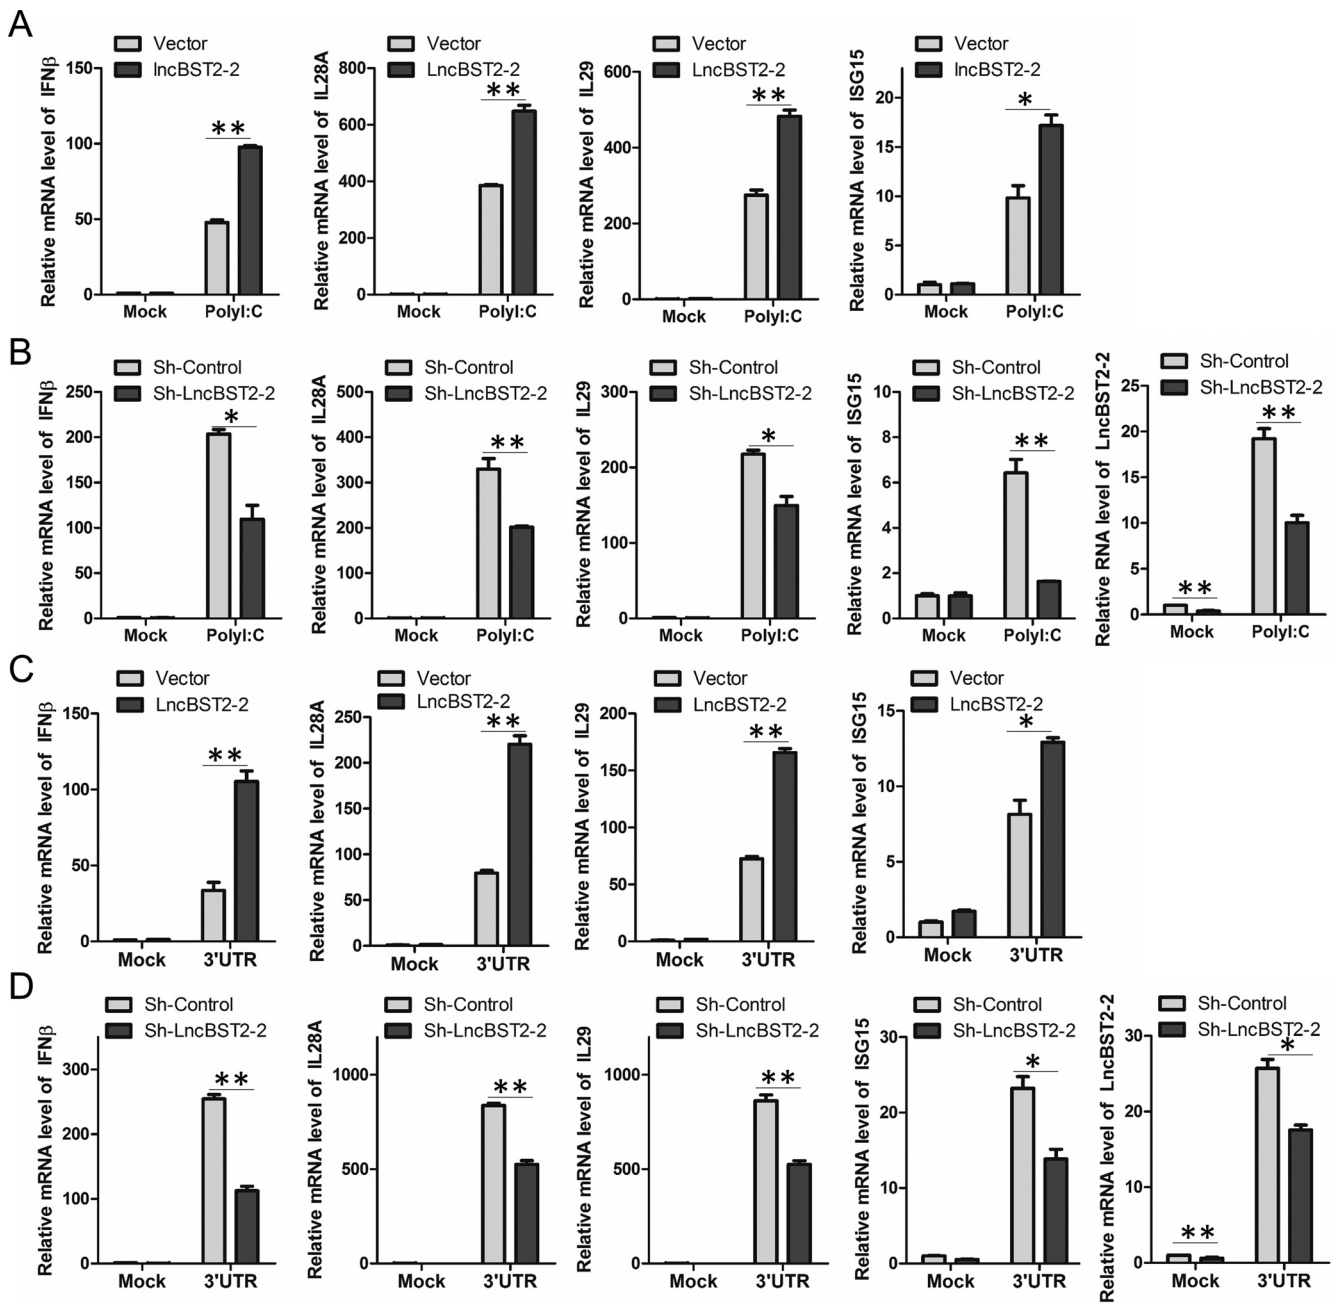 A
Vector
lncBST2-2
Relative mRNA level of IFNβ
150
100
50
0
**
Mock
PolyI:C
Vector
LncBST2-2
Relative mRNA level of IL28A
800
600
400
200
0
**
Mock
PolyI:C
Vector
LncBST2-2
Relative mRNA level of IL29
600
400
200
0
**
Mock
PolyI:C
Vector
lncBST2-2
Relative mRNA level of ISG15
20
15
10
5
0
*
Mock
PolyI:C
B
Sh-Control
Sh-LncBST2-2
Relative mRNA level of IFNβ
250
200
150
100
50
0
*
Mock
PolyI:C
Sh-Control
Sh-LncBST2-2
Relative mRNA level of IL28A
500
400
300
200
100
0
**
Mock
PolyI:C
Sh-Control
Sh-LncBST2-2
Relative mRNA level of IL29
300
200
100
0
*
Mock
PolyI:C
Sh-Control
Sh-LncBST2-2
Relative mRNA level of ISG15
10
8
6
4
2
0
**
Mock
PolyI:C
Sh-Control
Sh-LncBST2-2
Relative RNA level of LncBST2-2
25
20
15
10
5
0
**
**
Mock
PolyI:C
C
Vector
LncBST2-2
Relative mRNA level of IFNβ
150
100
50
0
**
Mock
3'UTR
Vector
LncBST2-2
Relative mRNA level of IL28A
250
200
150
100
50
0
**
Mock
3'UTR
Vector
LncBST2-2
Relative mRNA level of IL29
200
150
100
50
0
**
Mock
3'UTR
Vector
LncBST2-2
Relative mRNA level of ISG15
15
10
5
0
*
Mock
3'UTR
D
Sh-Control
Sh-LncBST2-2
Relative mRNA level of IFNβ
300
200
100
0
**
Mock
3'UTR
Sh-Control
Sh-LncBST2-2
Relative mRNA level of IL28A
1000
500
0
**
Mock
3'UTR
Sh-Control
Sh-LncBST2-2
Relative mRNA level of IL29
1000
500
0
**
Mock
3'UTR
Sh-Control
Sh-LncBST2-2
Relative mRNA level of ISG15
30
20
10
0
*
Mock
3'UTR
Sh-Control
Sh-LncBST2-2
Relative mRNA level of LncBST2-2
30
20
10
0
**
*
Mock
3'UTR